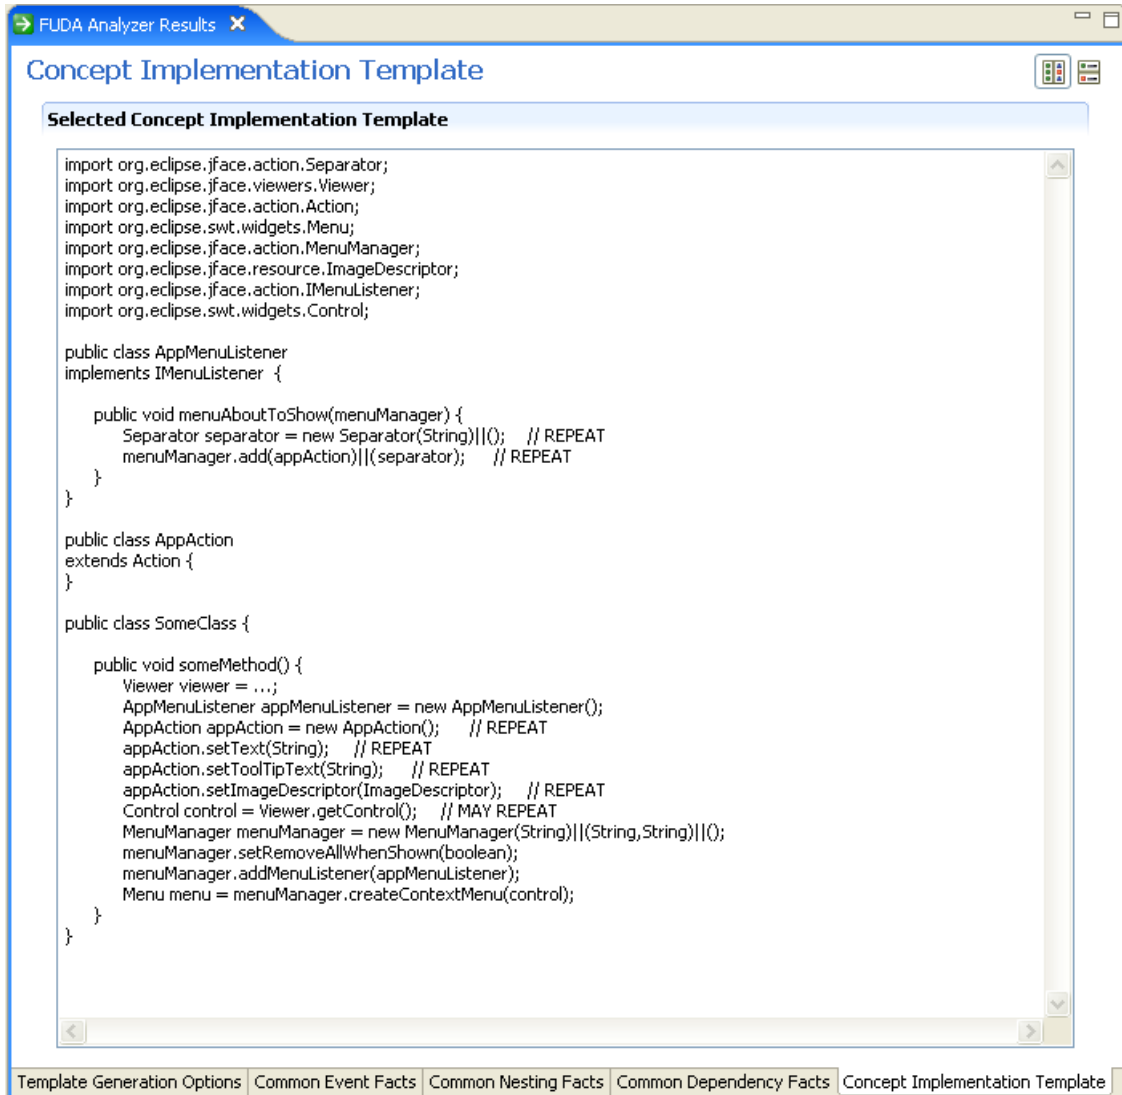 FUDA Analyzer Results
Concept Implementation Template
Selected Concept Implementation Template
import org.eclipse.jface.action.Separator;
import org.eclipse.jface.viewers.Viewer;
import org.eclipse.jface.action.Action;
import org.eclipse.swt.widgets.Menu;
import org.eclipse.jface.action.MenuManager;
import org.eclipse.jface.resource.ImageDescriptor;
import org.eclipse.jface.action.IMenuListener;
import org.eclipse.swt.widgets.Control;
public class AppMenuListener
implements IMenuListener {
public void menuAboutToShow(menuManager) {
Separator separator = new Separator(String)||(); // REPEAT
menuManager.add(appAction)||(separator); // REPEAT
}
}
public class AppAction
extends Action {
}
public class SomeClass {
public void someMethod() {
Viewer viewer = ...;
AppMenuListener appMenuListener = new AppMenuListener();
AppAction appAction = new AppAction(); // REPEAT
appAction.setText(String); // REPEAT
appAction.setToolTipText(String); // REPEAT
appAction.setImageDescriptor(ImageDescriptor); // REPEAT
Control control = Viewer.getControl(); // MAY REPEAT
MenuManager menuManager = new MenuManager(String)||(String,String)||();
menuManager.setRemoveAllWhenShown(boolean);
menuManager.addMenuListener(appMenuListener);
Menu menu = menuManager.createContextMenu(control);
}
}
Template Generation Options Common Event Facts Common Nesting Facts Common Dependency Facts Concept Implementation Template